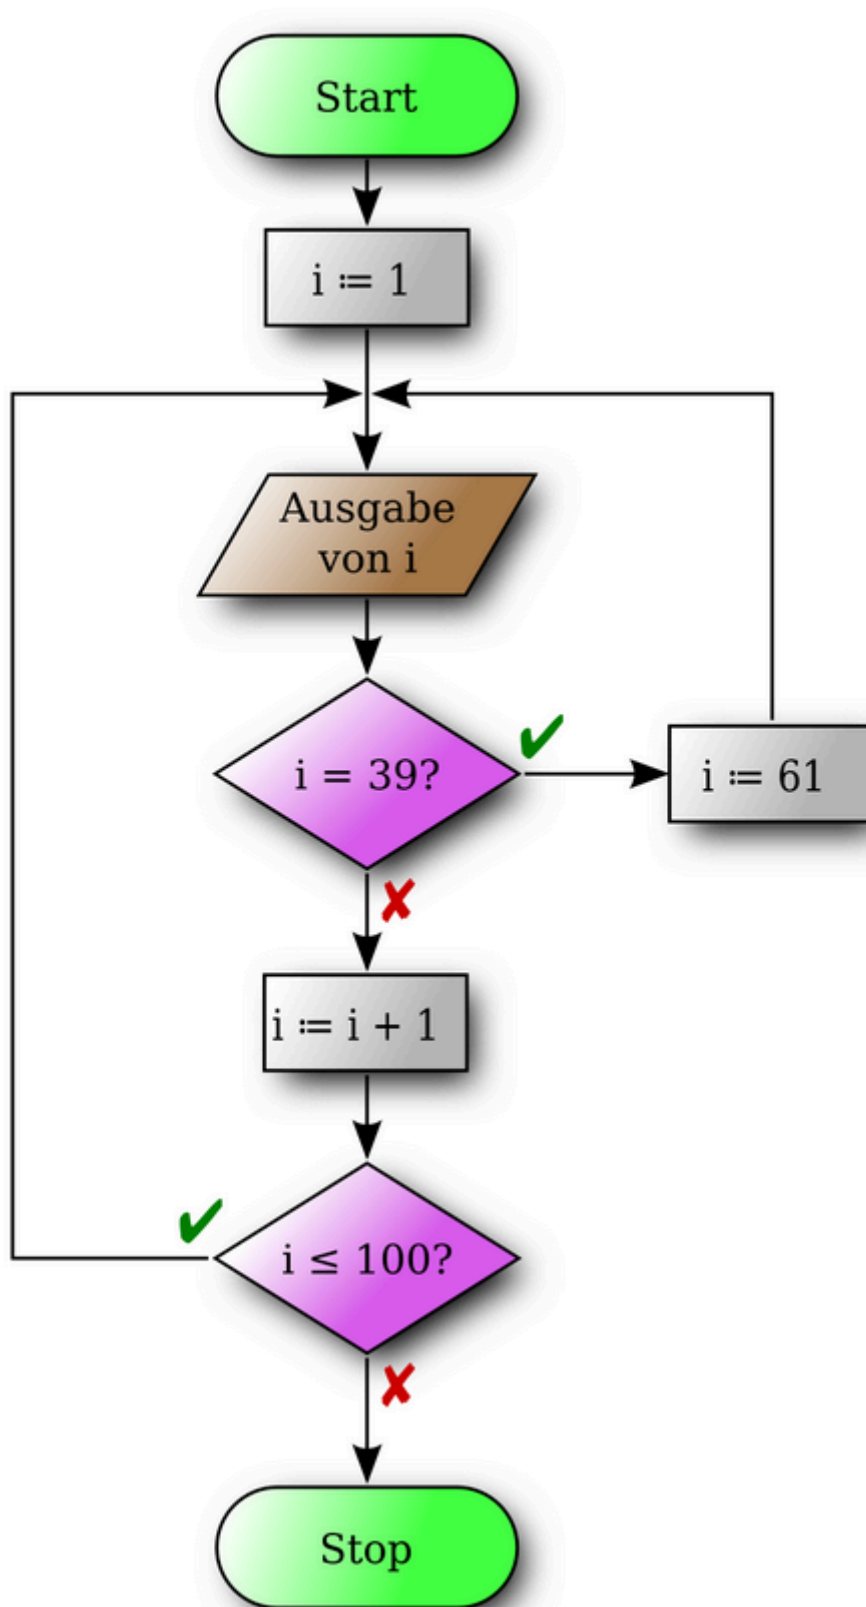 Start
i ≔ 1
Ausgabe
von i
i = 39?
i ≔ 61
i ≔ i + 1
i ≤ 100?
Stop